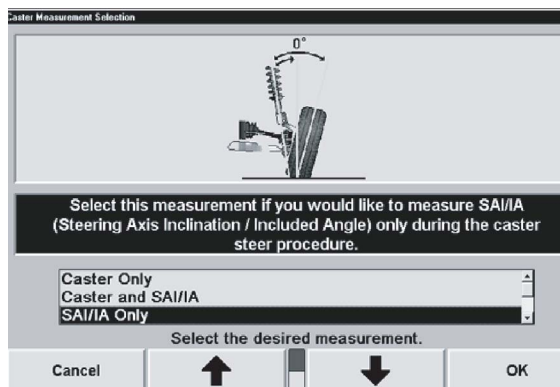 Caster Measurement Selection
0°
Select this measurement if you would like to measure SAI/IA
(Steering Axis Inclination / Included Angle) only during the caster
steer procedure.
Caster Only
Caster and SAI/IA
SAI/IA Only
Select the desired measurement.
Cancel
OK